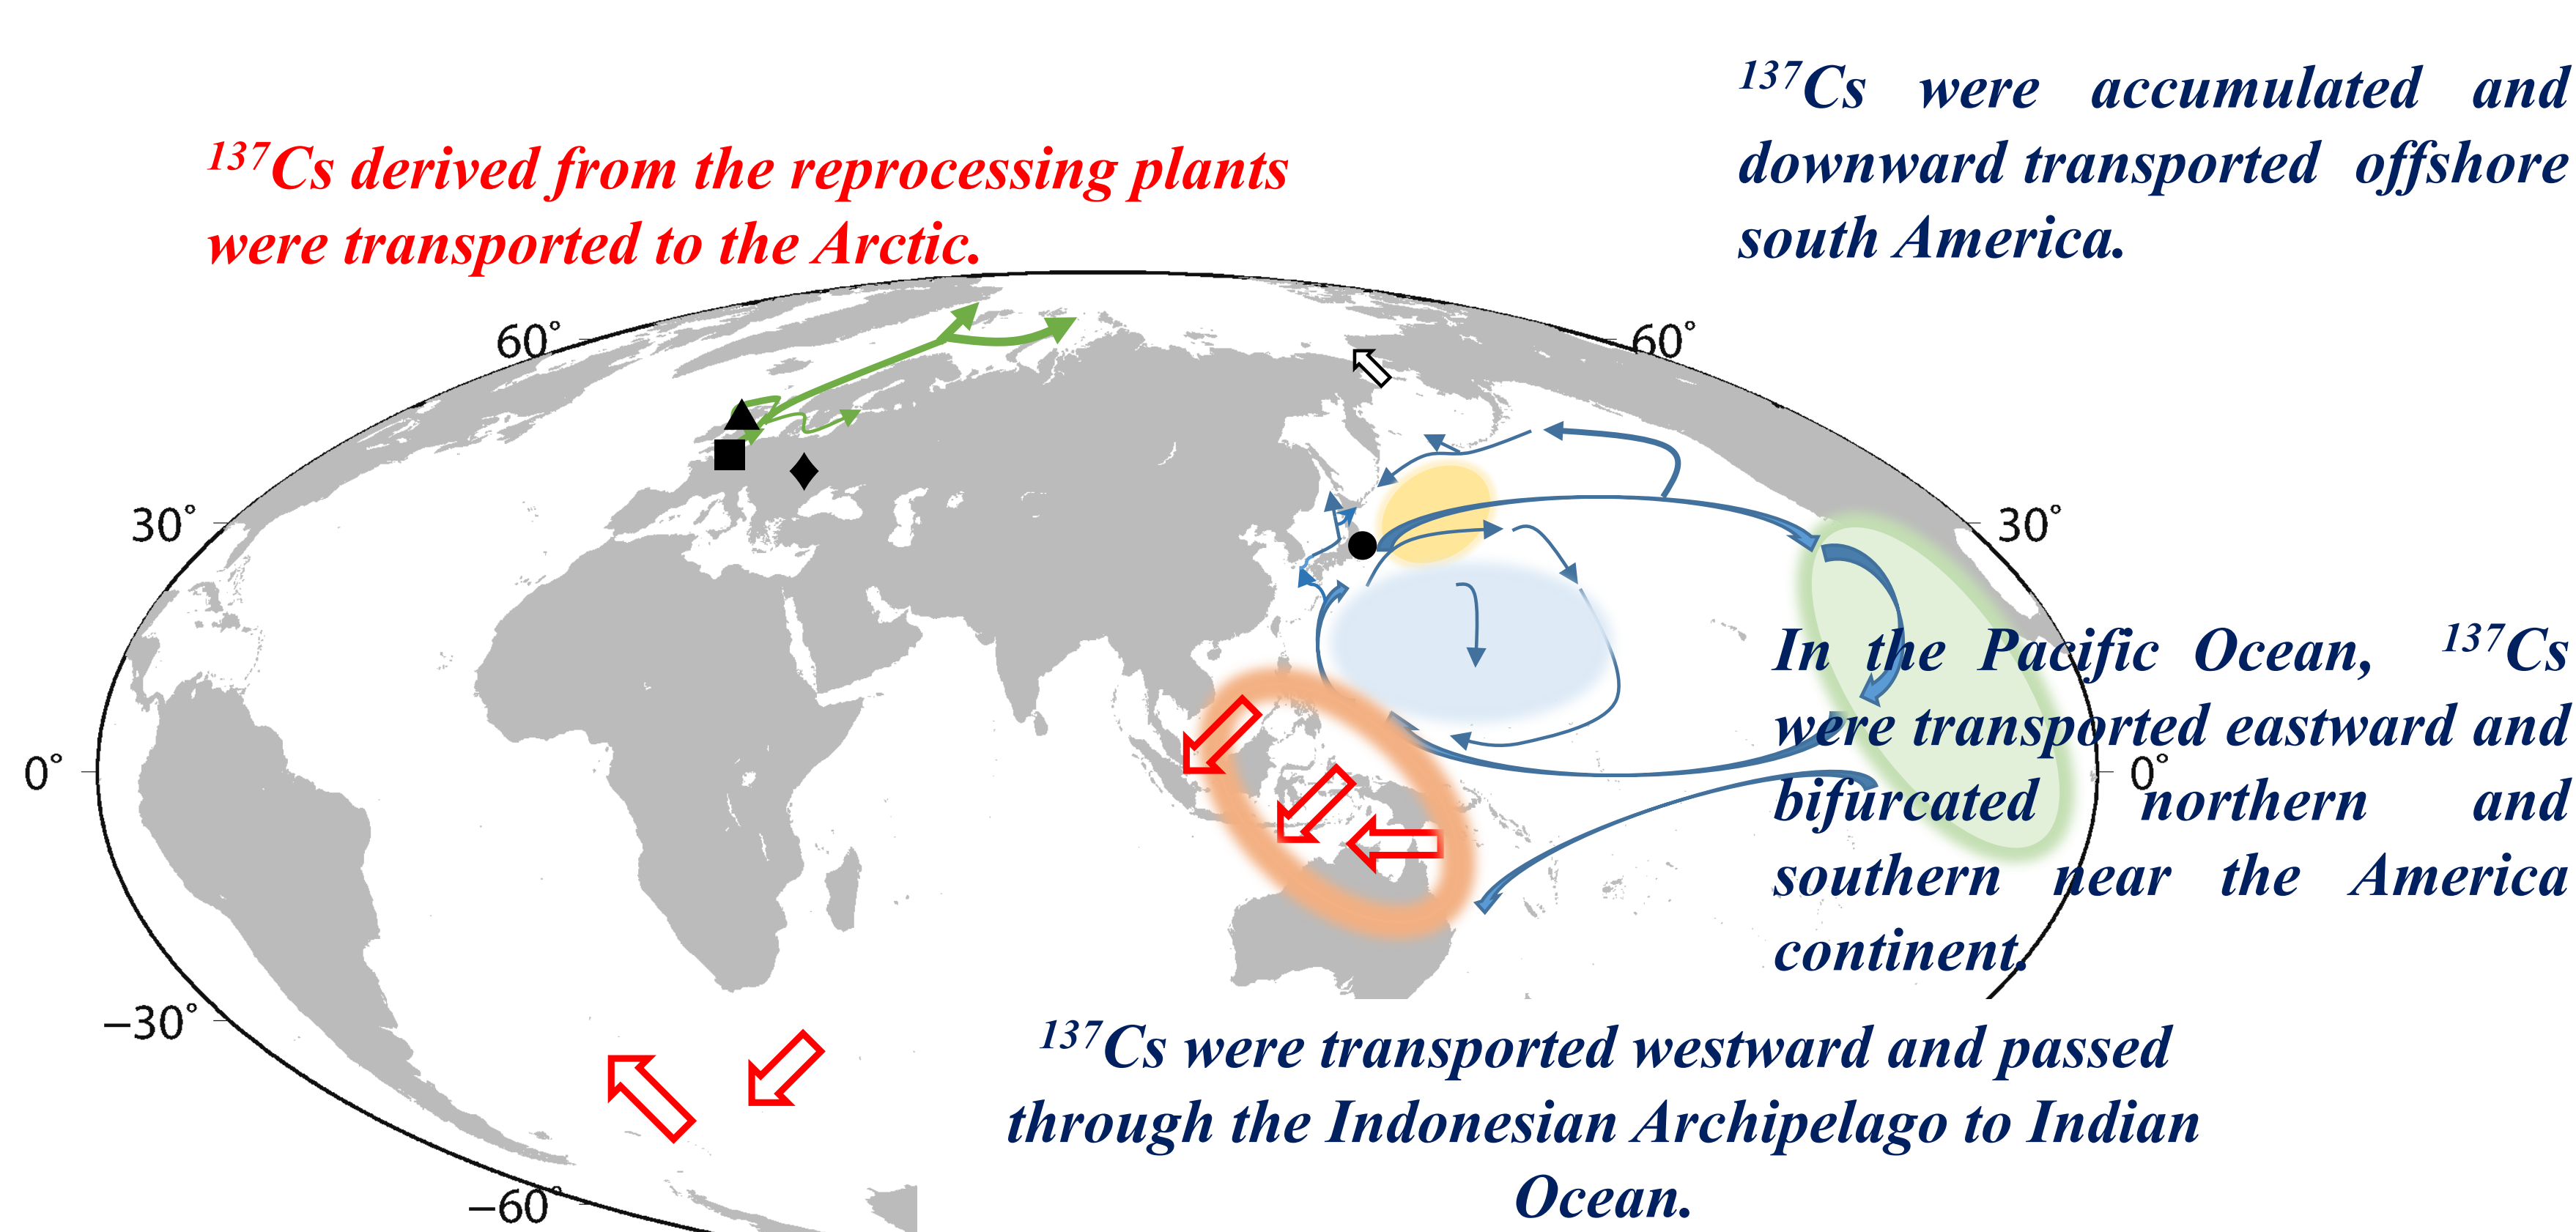 137Cs were accumulated and
downward transported offshore
south America.
137Cs derived from the reprocessing plants
were transported to the Arctic.
60°
60°
30°
30°
In the Pacific Ocean, 137Cs
were transported eastward and
bifurcated northern and
southern near the America
continent.
0°
0°
−30°
137Cs were transported westward and passed
through the Indonesian Archipelago to Indian
Ocean.
−60°